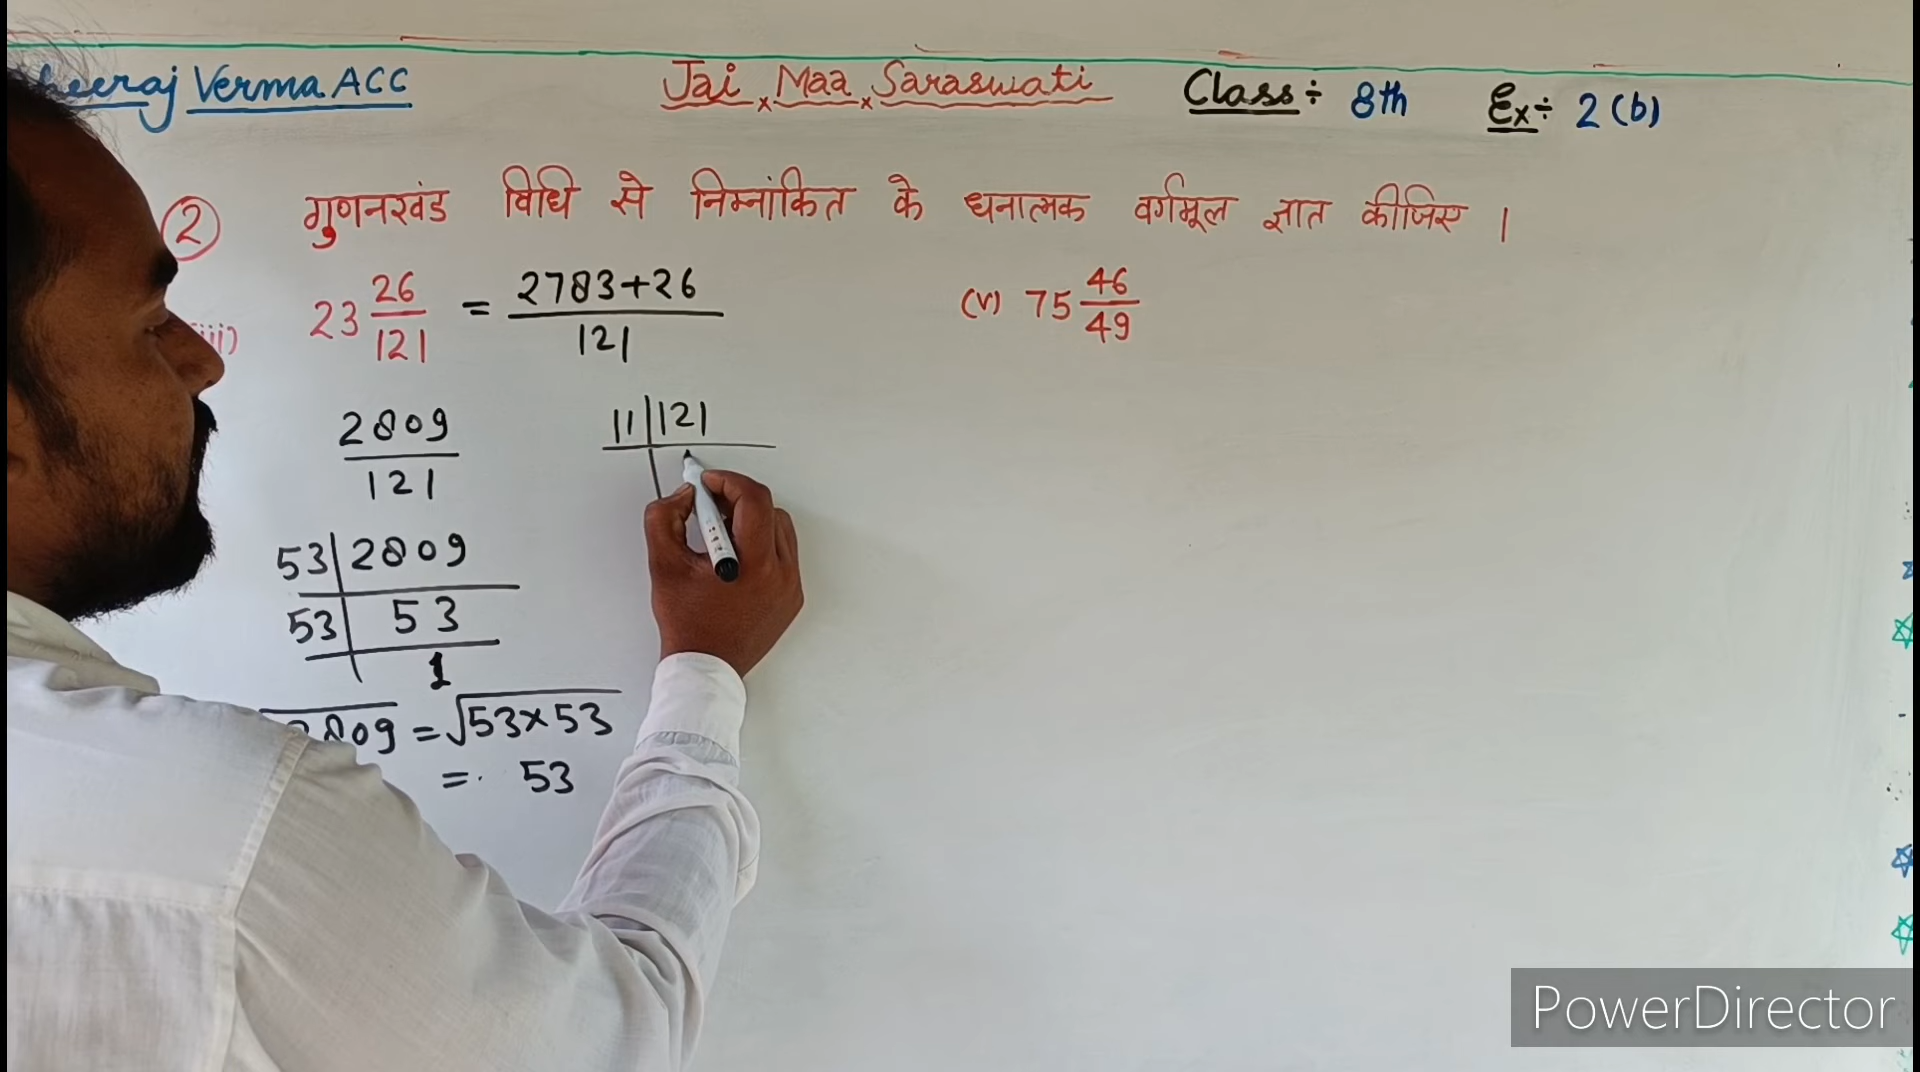 Verma ACC
Jai Maa Saraswati
Class÷ 8th
Ex÷ 2(b)
② गुणनखंड विधि से निम्नांकित के धनात्मक वर्गमूल ज्ञात कीजिए ।
iii) 23 26/121 = 2783+26/121
(v) 75 46/49
2809/121
11|121
53|2809
53|53
1
809 = √53×53
= 53
PowerDirector